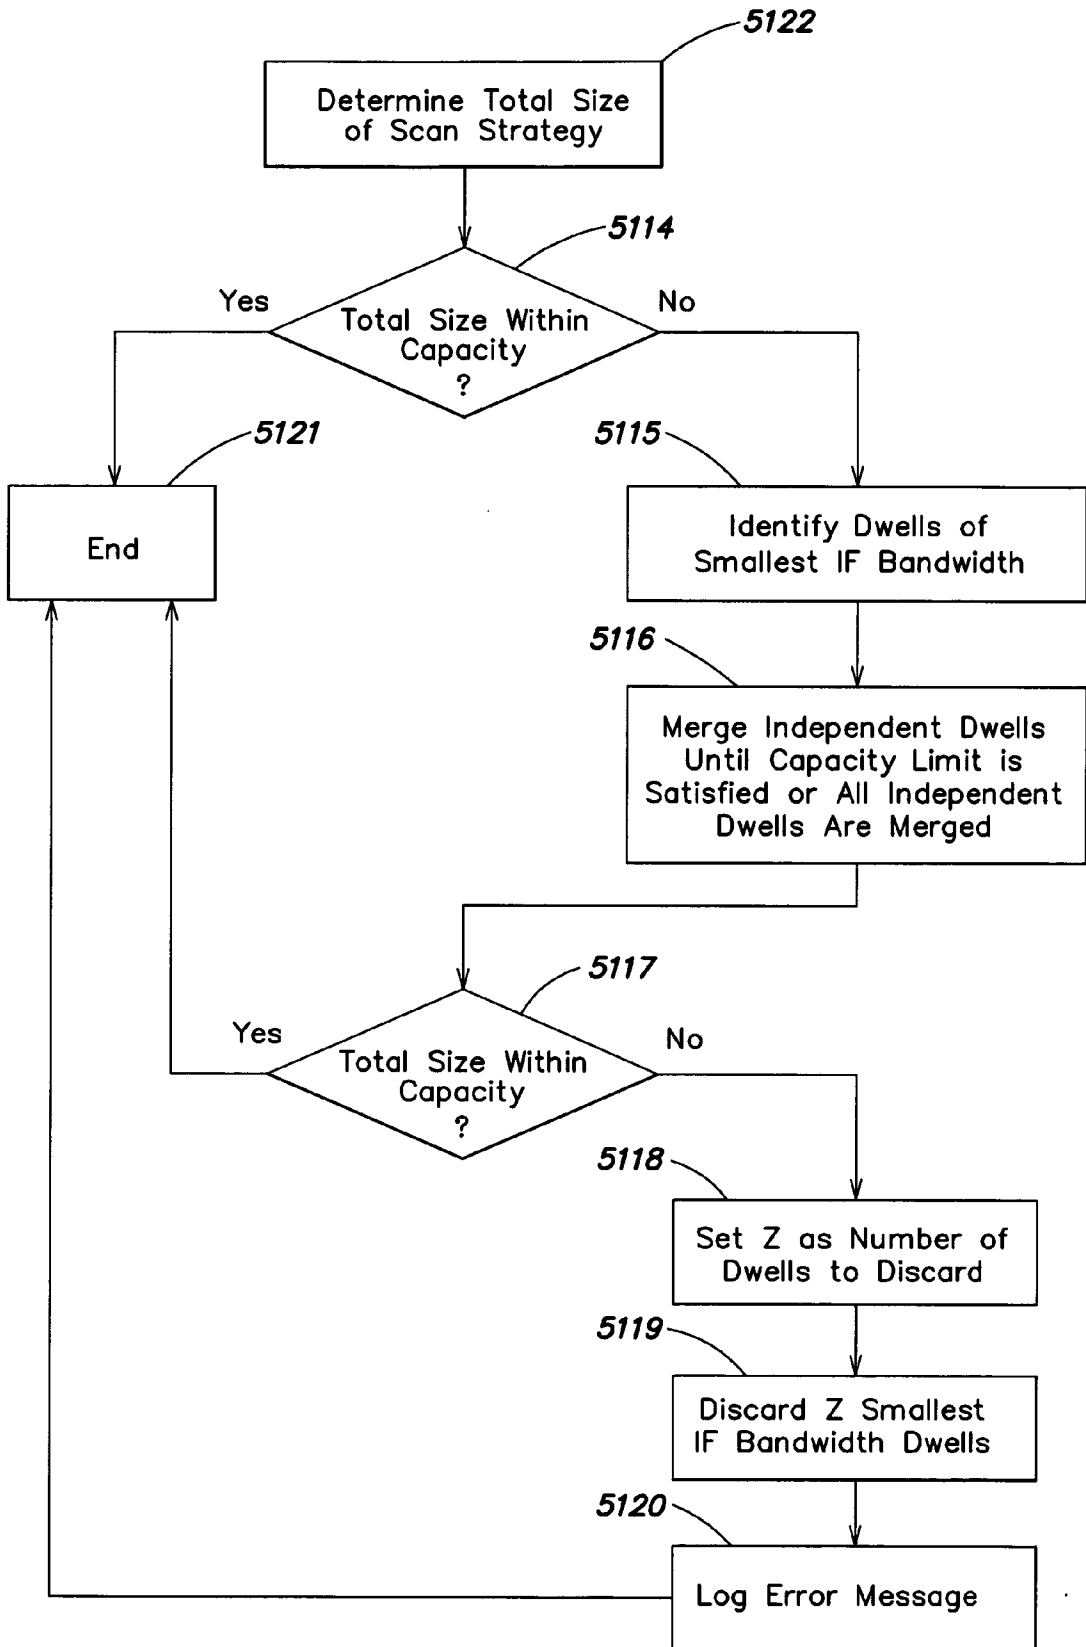 5122
Determine Total Size
of Scan Strategy
5114
Yes
No
Total Size Within
Capacity
?
5121
5115
End
Identify Dwells of
Smallest IF Bandwidth
5116
Merge Independent Dwells
Until Capacity Limit is
Satisfied or All Independent
Dwells Are Merged
5117
Yes
No
Total Size Within
Capacity
?
5118
Set Z as Number of
Dwells to Discard
5119
Discard Z Smallest
IF Bandwidth Dwells
5120
Log Error Message